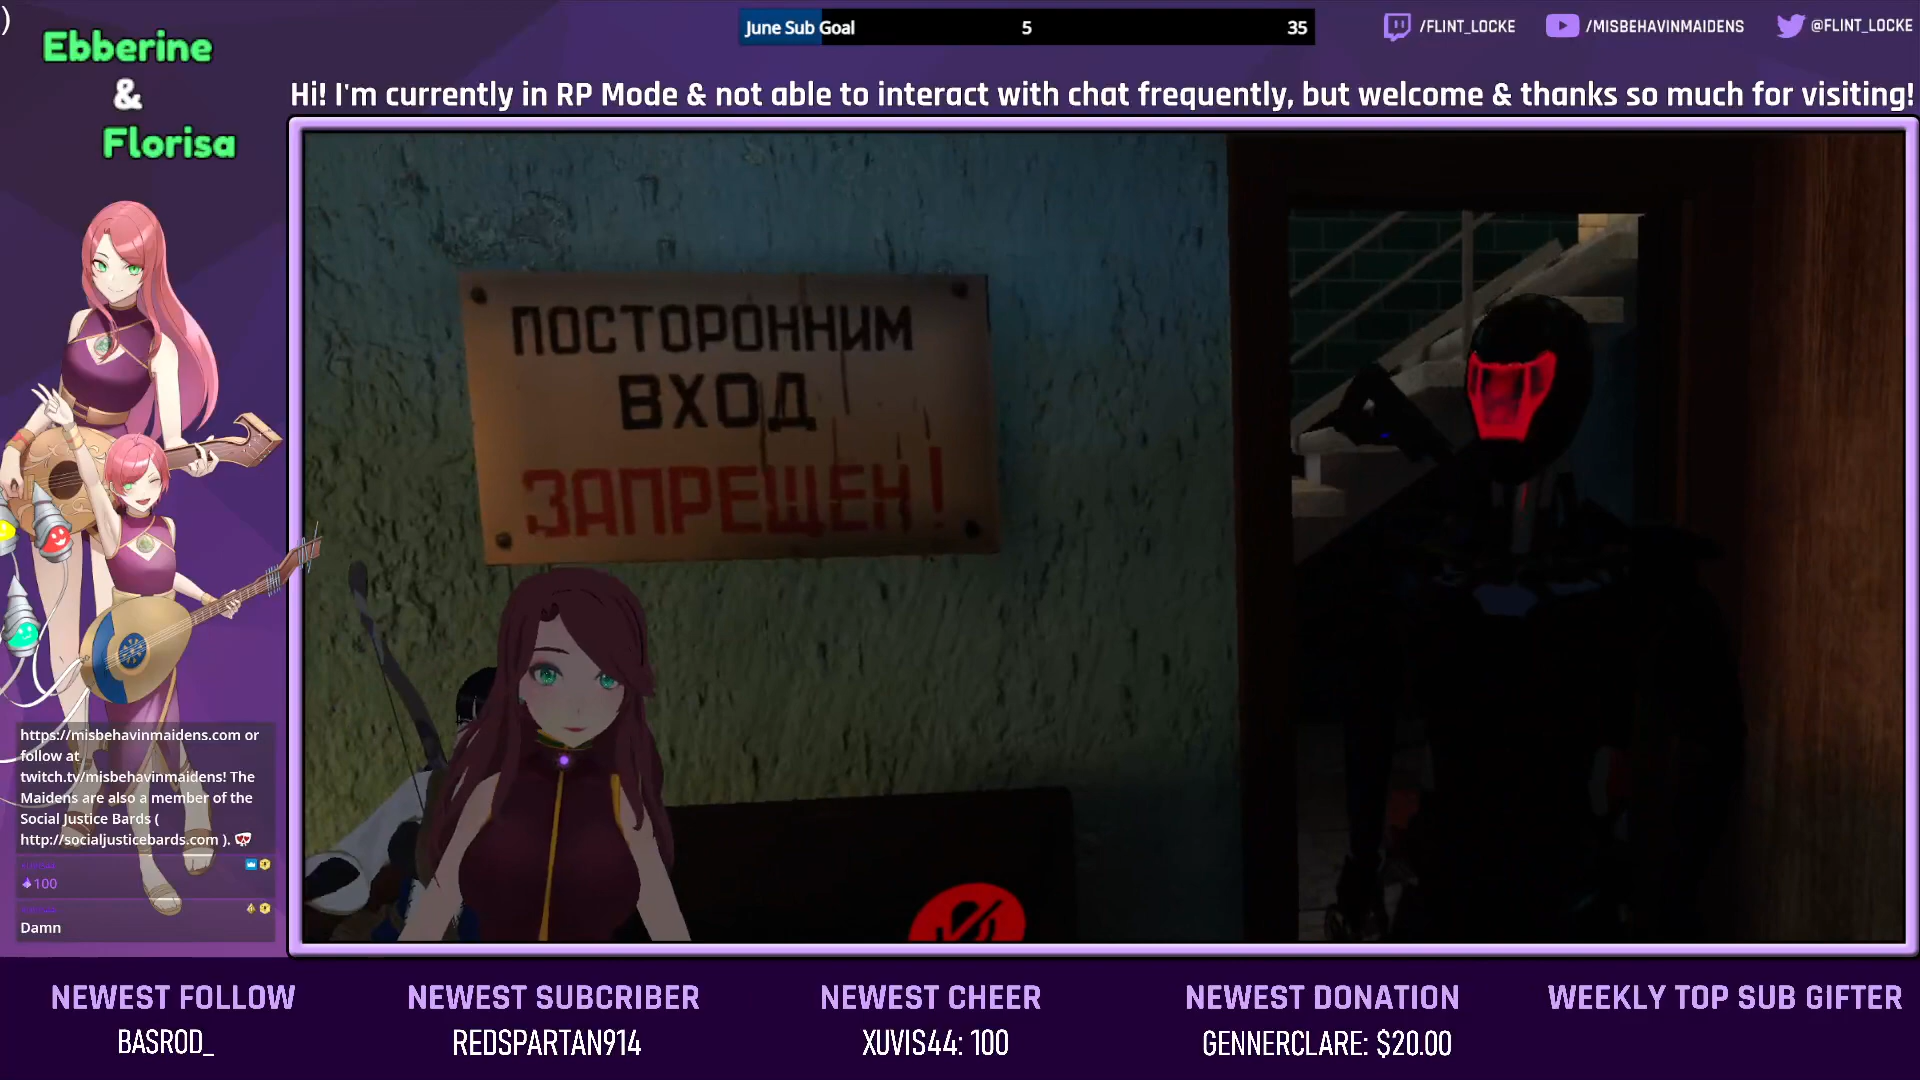 )
Ebberine
&
Florisa
June Sub Goal 5 35
/FLINT_LOCKE /MISBEHAVINMAIDENS @FLINT_LOCKE
Hi! I'm currently in RP Mode & not able to interact with chat frequently, but welcome & thanks so much for visiting!
ПОСТОРОННИМ
ВХОД
ЗАПРЕЩЕН!
https://misbehavinmaidens.com or
follow at
twitch.tv/misbehavinmaidens! The
Maidens are also a member of the
Social Justice Bards (
http://socialjusticebards.com ).
100
Damn
NEWEST FOLLOW
BASROD_
NEWEST SUBCRIBER
REDSPARTAN914
NEWEST CHEER
XUVIS44: 100
NEWEST DONATION
GENNERCLARE: $20.00
WEEKLY TOP SUB GIFTER